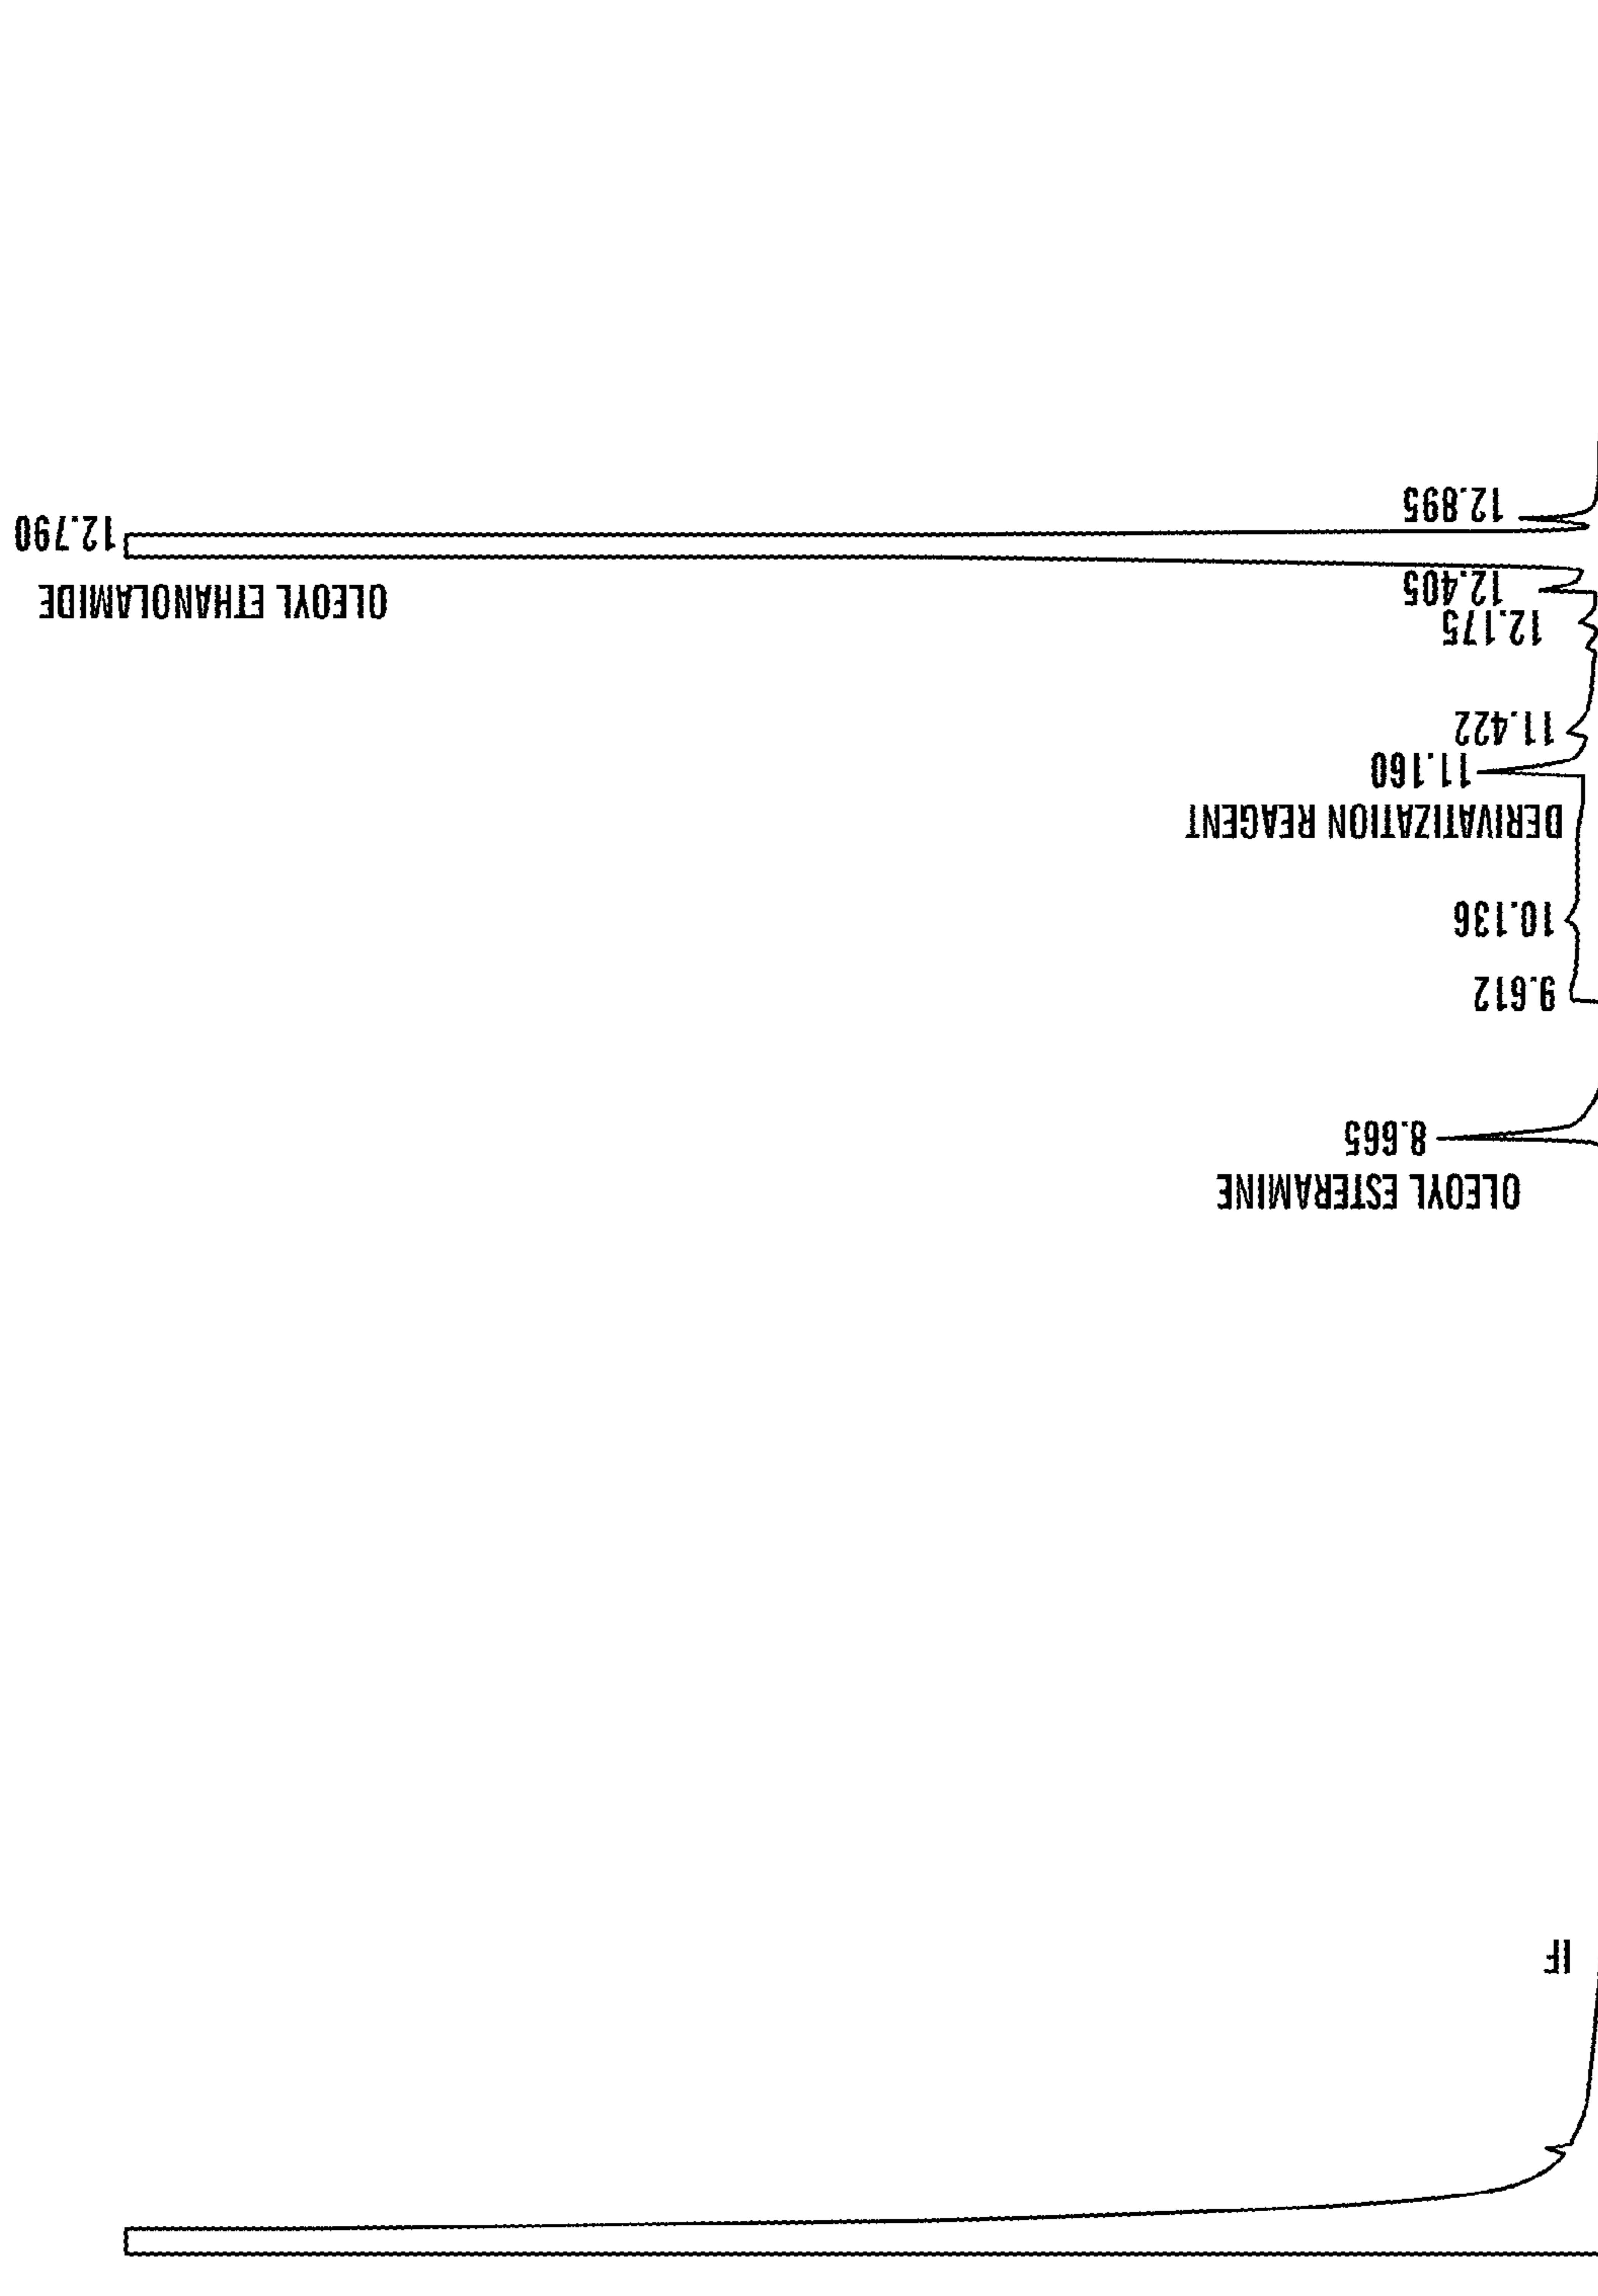 IF
OLEOYL ESTERAMINE
8.665
9.612
10.136
DERIVATIZATION REAGENT
11.160
11.422
12.175
12.405
OLEOYL ETHANOLAMIDE
12.790
12.895